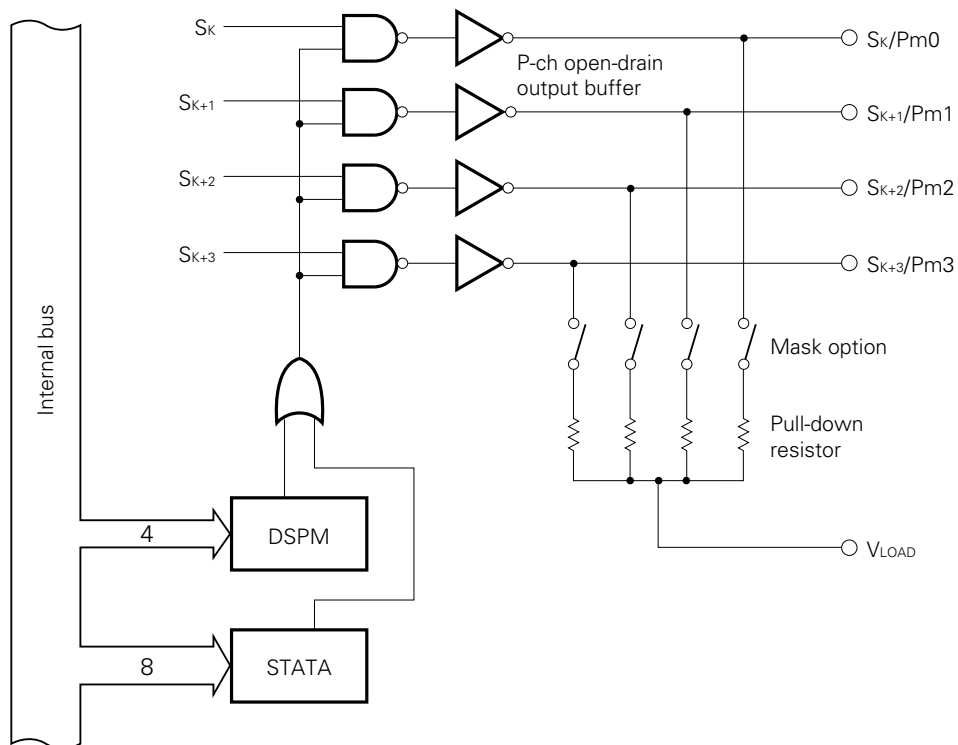 SK
SK/Pm0
P-ch open-drain
output buffer
SK+1
SK+1/Pm1
SK+2
SK+2/Pm2
SK+3
SK+3/Pm3
Internal bus
Mask option
Pull-down
resistor
4
DSPM
VLOAD
8
STATA